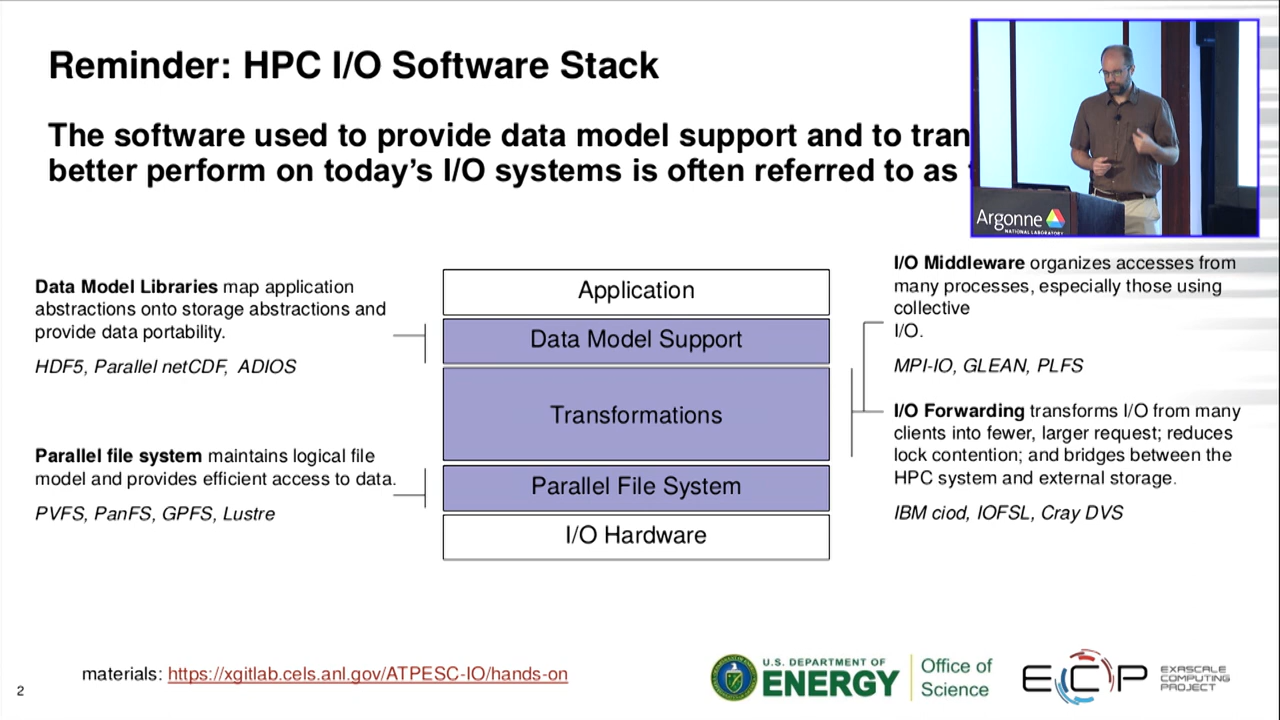 Reminder: HPC I/O Software Stack
The software used to provide data model support and to tran
better perform on today's I/O systems is often referred to as
Argonne
NATIONAL LABORATORY
Data Model Libraries map application
abstractions onto storage abstractions and
provide data portability.
HDF5, Parallel netCDF, ADIOS
Parallel file system maintains logical file
model and provides efficient access to data.
PVFS, PanFS, GPFS, Lustre
Application
Data Model Support
Transformations
Parallel File System
I/O Hardware
I/O Middleware organizes accesses from
many processes, especially those using
collective
I/O.
MPI-IO, GLEAN, PLFS
I/O Forwarding transforms I/O from many
clients into fewer, larger request; reduces
lock contention; and bridges between the
HPC system and external storage.
IBM ciod, IOFSL, Cray DVS
2
materials: https://xgitlab.cels.anl.gov/ATPESC-IO/hands-on
U.S. DEPARTMENT OF
ENERGY
Office of
Science
ECP
EXASCALE
COMPUTING
PROJECT